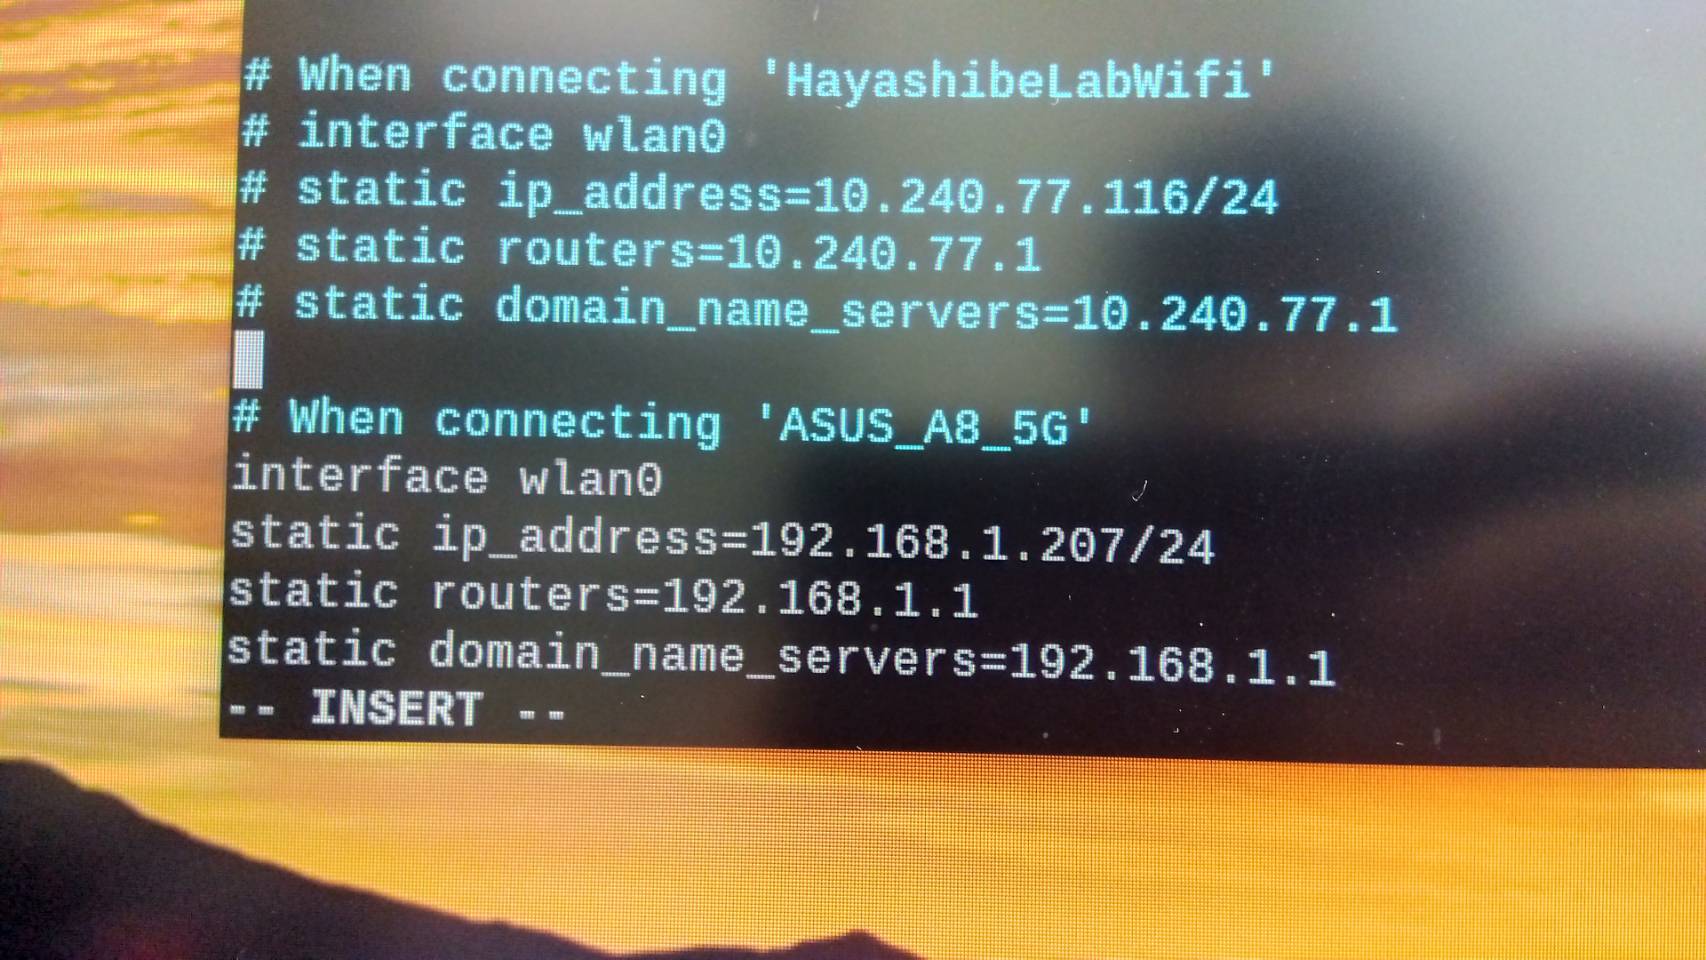 # When connecting 'HayashibeLabWifi'
# interface wlan0
# static ip_address=10.240.77.116/24
# static routers=10.240.77.1
# static domain_name_servers=10.240.77.1
# When connecting 'ASUS_A8_5G'
interface wlan0
static ip_address=192.168.1.207/24
static routers=192.168.1.1
static domain_name_servers=192.168.1.1
-- INSERT --